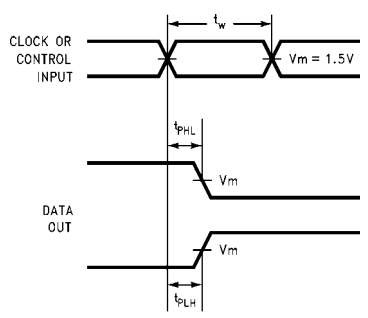 tw
CLOCK OR
CONTROL
INPUT
Vm = 1.5V
tPHL
Vm
DATA
OUT
Vm
tPLH